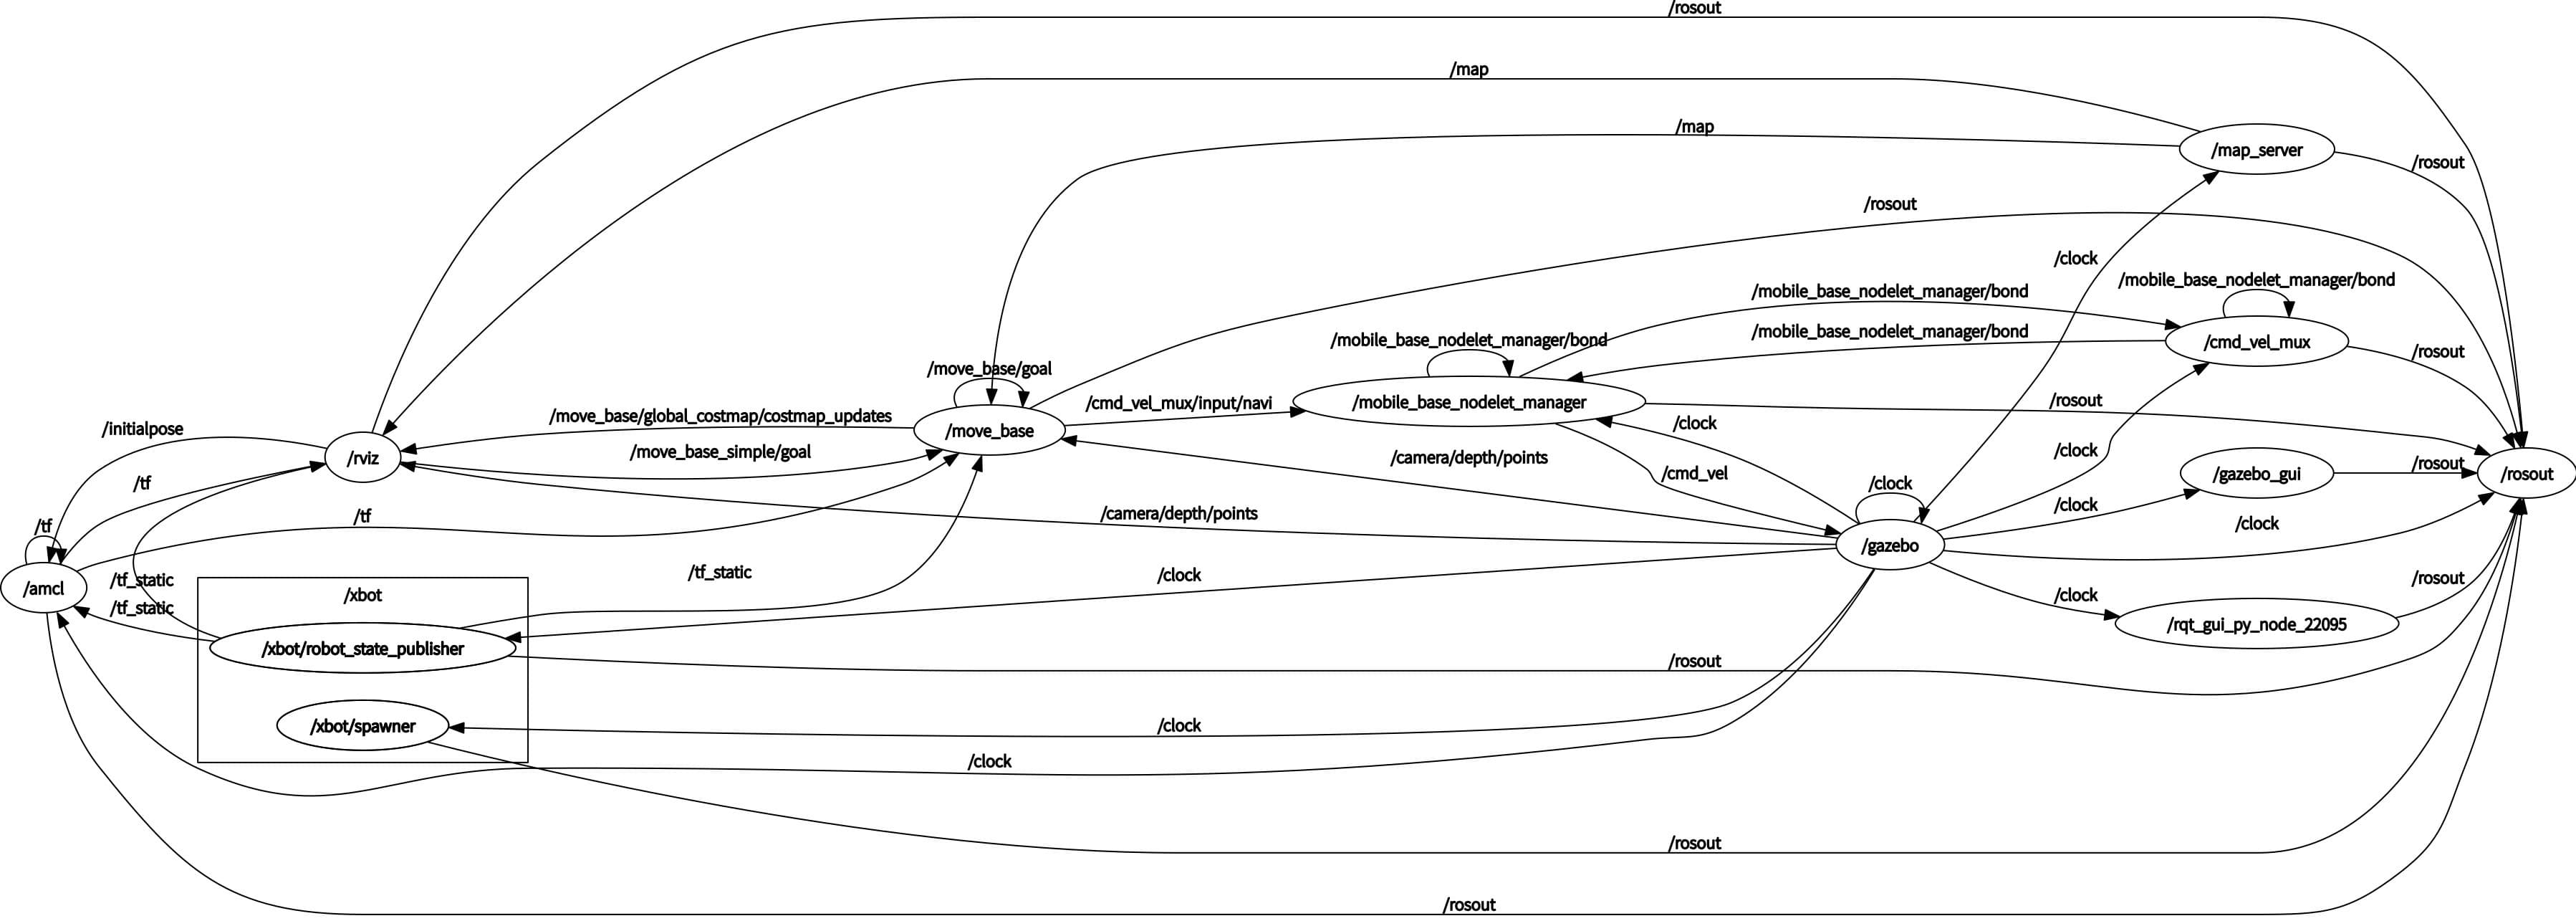 /rosout
/map
/map
/map_server
/rosout
/rosout
/clock
/mobile_base_nodelet_manager/bond
/mobile_base_nodelet_manager/bond
/mobile_base_nodelet_manager/bond
/mobile_base_nodelet_manager/bond
/cmd_vel_mux
/rosout
/move_base/goal
/cmd_vel_mux/input/navi
/mobile_base_nodelet_manager
/rosout
/move_base/global_costmap/costmap_updates
/move_base
/clock
/initialpose
/rviz
/move_base_simple/goal
/camera/depth/points
/clock
/cmd_vel
/gazebo_gui
/rosout
/rosout
/tf
/clock
/clock
/camera/depth/points
/tf
/tf
/clock
/gazebo
/tf_static
/clock
/tf_static
/amcl
/xbot
/clock
/rosout
/tf_static
/rqt_gui_py_node_22095
/xbot/robot_state_publisher
/rosout
/xbot/spawner
/clock
/clock
/rosout
/rosout